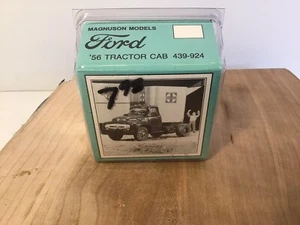 MAGNUSON MODELS
Ford
'56 TRACTOR CAB 439-924